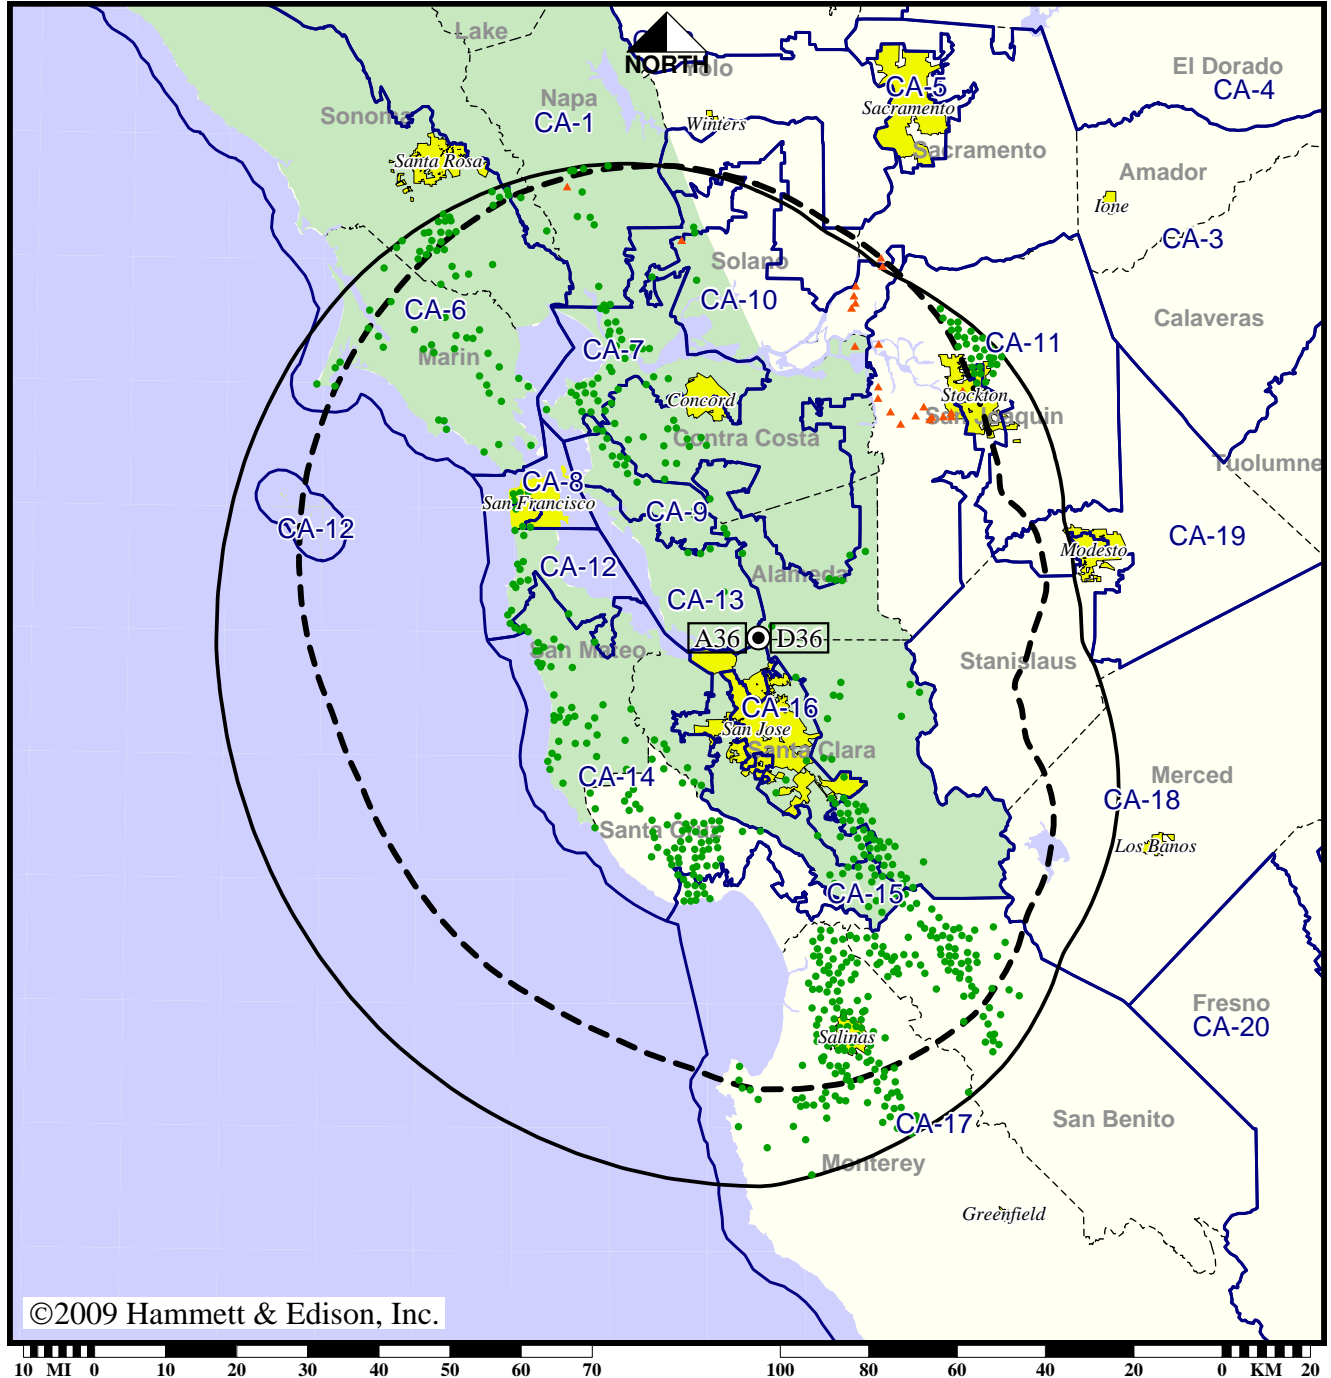 Lake
NORTH
Yolo
El Dorado
CA-4
CA-5
Sacramento
Sacramento
Napa
CA-1
Sonoma
Winters
Santa Rosa
Amador
Ione
CA-3
Solano
CA-10
CA-6
Marin
CA-7
Calaveras
CA-11
Stockton
San Joaquin
Concord
Contra Costa
Tuolumne
CA-8
San Francisco
CA-9
CA-12
CA-12
CA-19
Modesto
Alameda
CA-13
A36
D36
San Mateo
Stanislaus
CA-16
San Jose
Santa Clara
CA-14
Merced
CA-18
Los Banos
Santa Cruz
CA-15
Fresno
CA-20
Salinas
CA-17
San Benito
Monterey
Greenfield
©2009 Hammett & Edison, Inc.
10 MI 0 10 20 30 40 50 60 70 100 80 60 40 20 0 KM 20